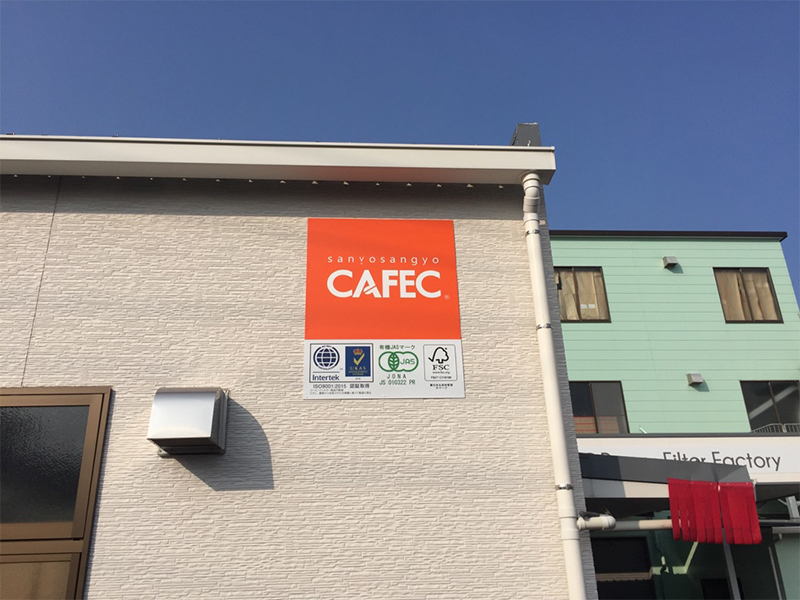 sanyosangyo
CAFEC
®
有機JASマーク
Intertek
UKAS
JAS
FSC
JONA
ISO9001:2015 認証取得
JS 010322 PR
Filter Factory